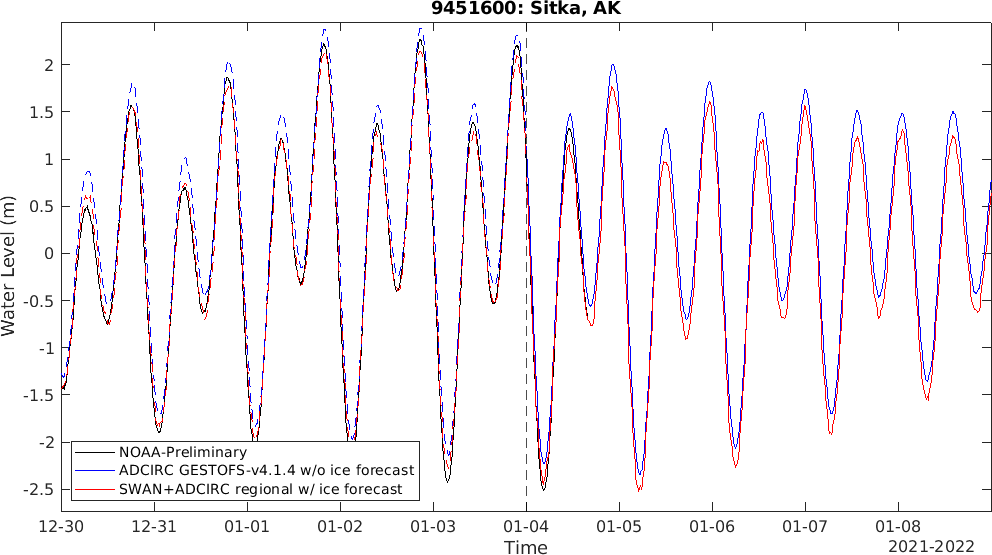 9451600: Sitka, AK
Water Level (m)
2
1.5
1
0.5
0
-0.5
-1
-1.5
-2
-2.5
NOAA-Preliminary
ADCIRC GESTOFS-v4.1.4 w/o ice forecast
SWAN+ADCIRC regional w/ ice forecast
12-30 12-31 01-01 01-02 01-03 01-04 01-05 01-06 01-07 01-08
Time
2021-2022